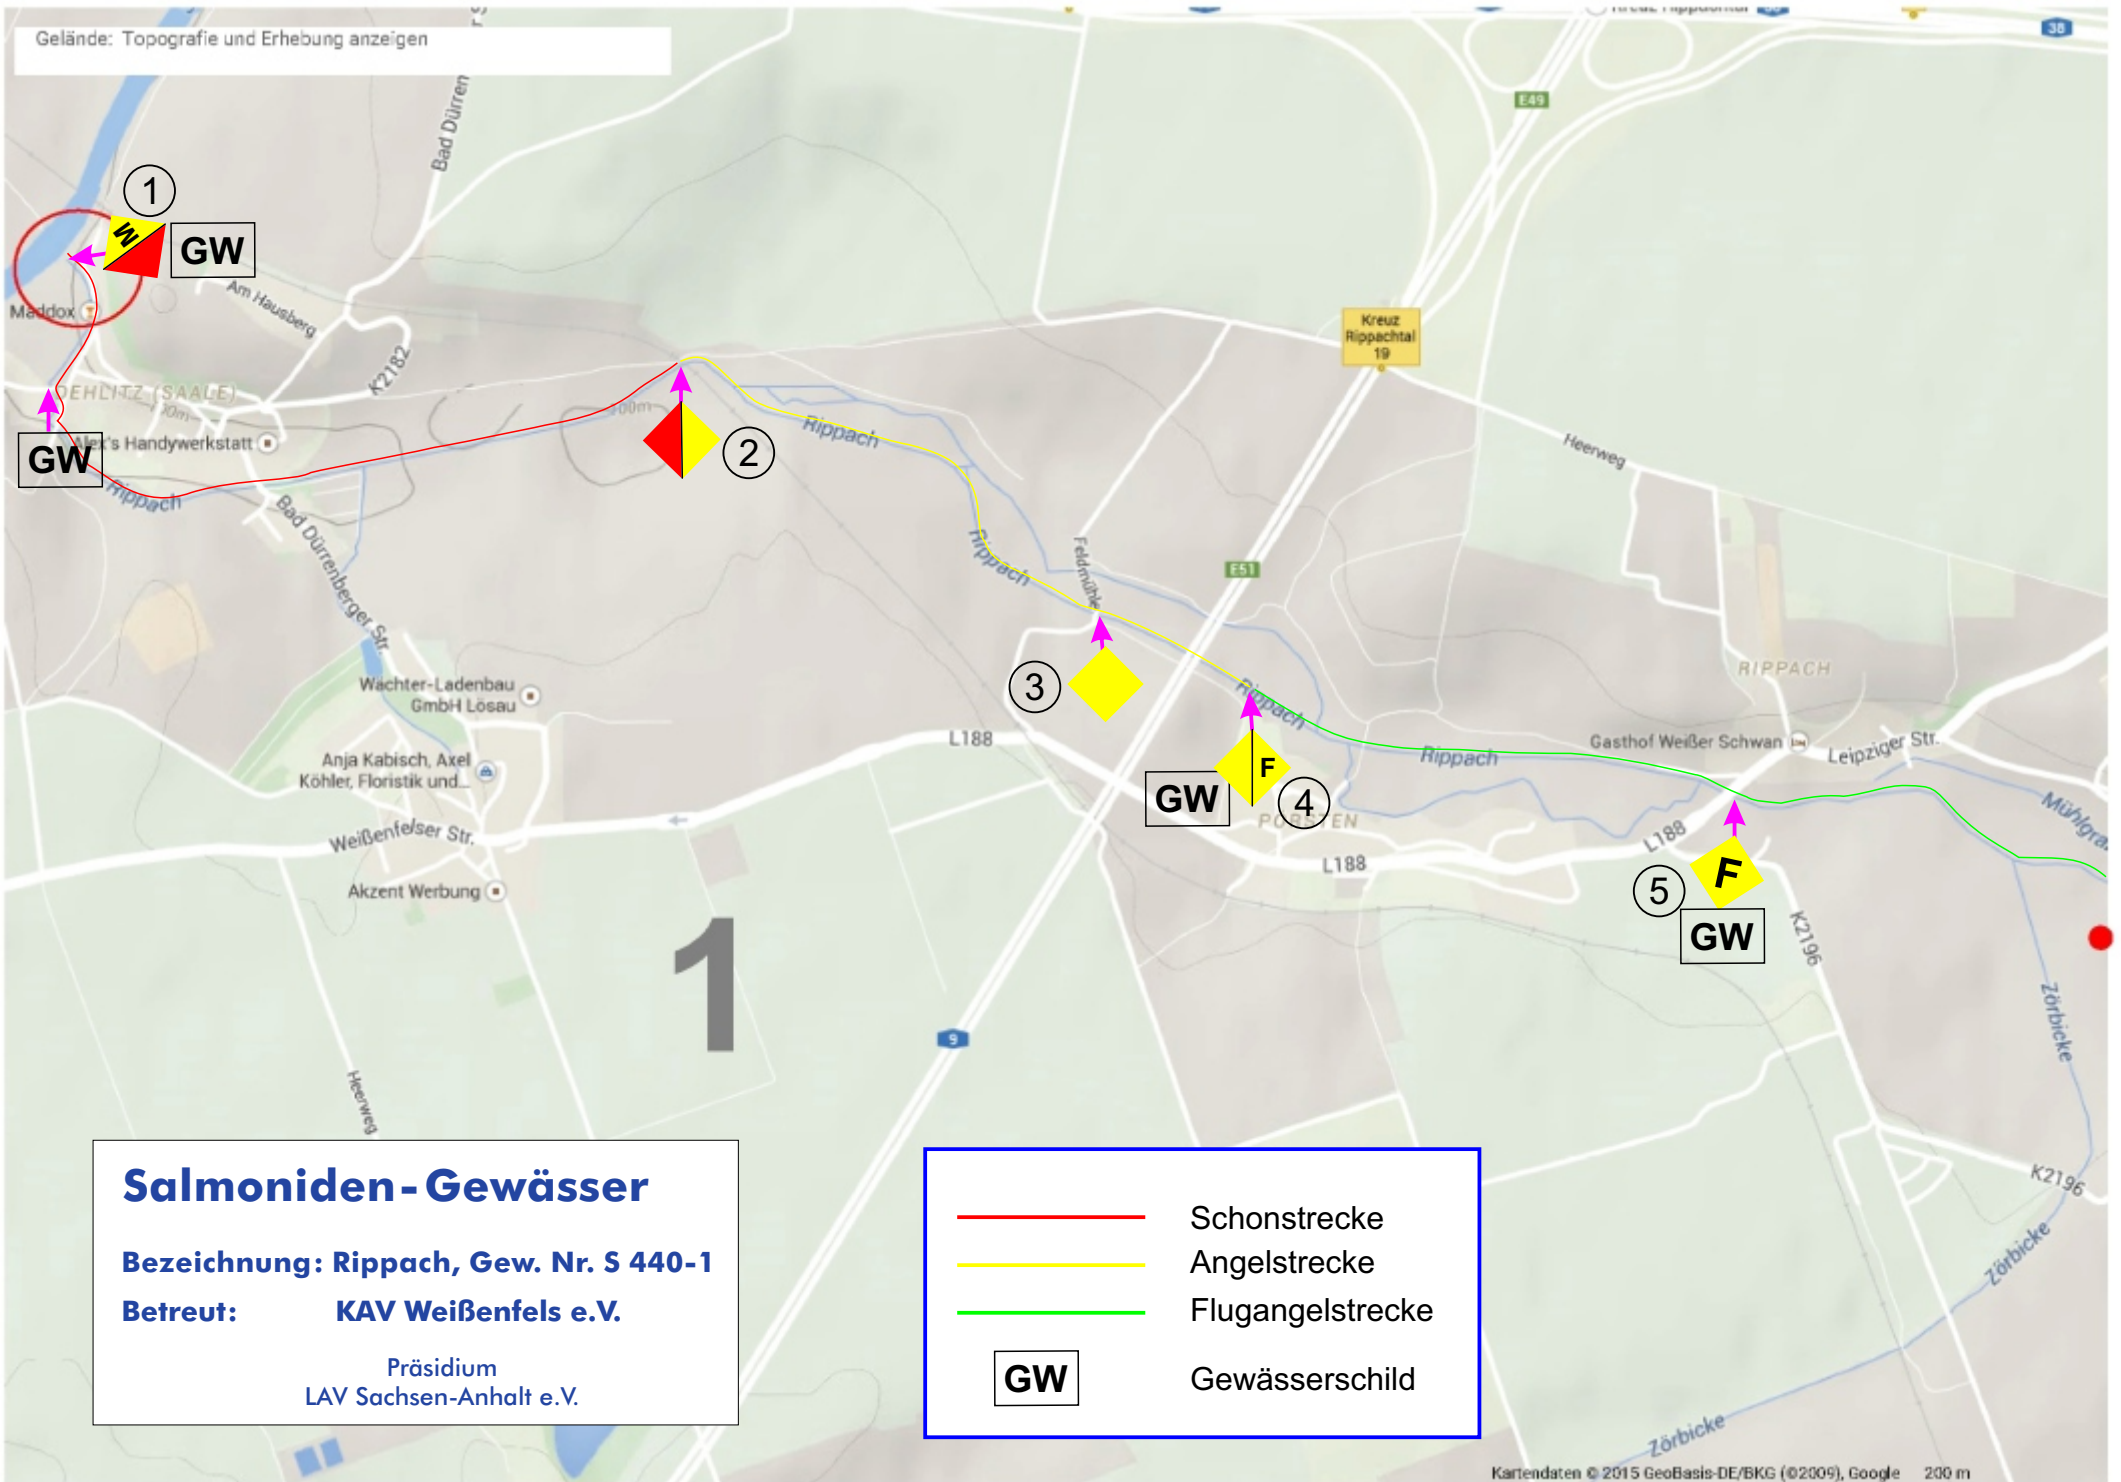 Gelände: Topografie und Erhebung anzeigen
Bad Dürren
38
E49
1
M
GW
Maddox
Am Hausberg
K2182
Kreuz
Rippachtal
19
OEHLITZ (SAALE)
100m
Alex's Handywerkstatt
GW
Rippach
2
Rippach
Heerweg
Bad Dürrenberger Str.
Rippach
Feldmühle
E51
3
RIPPACH
Wachter-Ladenbau
GmbH Lösau
Rippach
L188
Rippach
Gasthof Weißer Schwan
Leipziger Str.
Anja Kabisch, Axel
Köhler, Floristik und...
F
GW
4
PÖRSTEN
Mühlgra
Weißenfelser Str.
L188
L188
Akzent Werbung
5
F
GW
K2196
1
9
Zörbicke
Heerweg
K2196
Zörbicke
Zörbicke
Salmoniden-Gewässer
Bezeichnung: Rippach, Gew. Nr. S 440-1
Betreut: KAV Weißenfels e.V.
Präsidium
LAV Sachsen-Anhalt e.V.
Schonstrecke
Angelstrecke
Flugangelstrecke
GW Gewässerschild
Kartendaten © 2015 GeoBasis-DE/BKG (©2009), Google 200 m